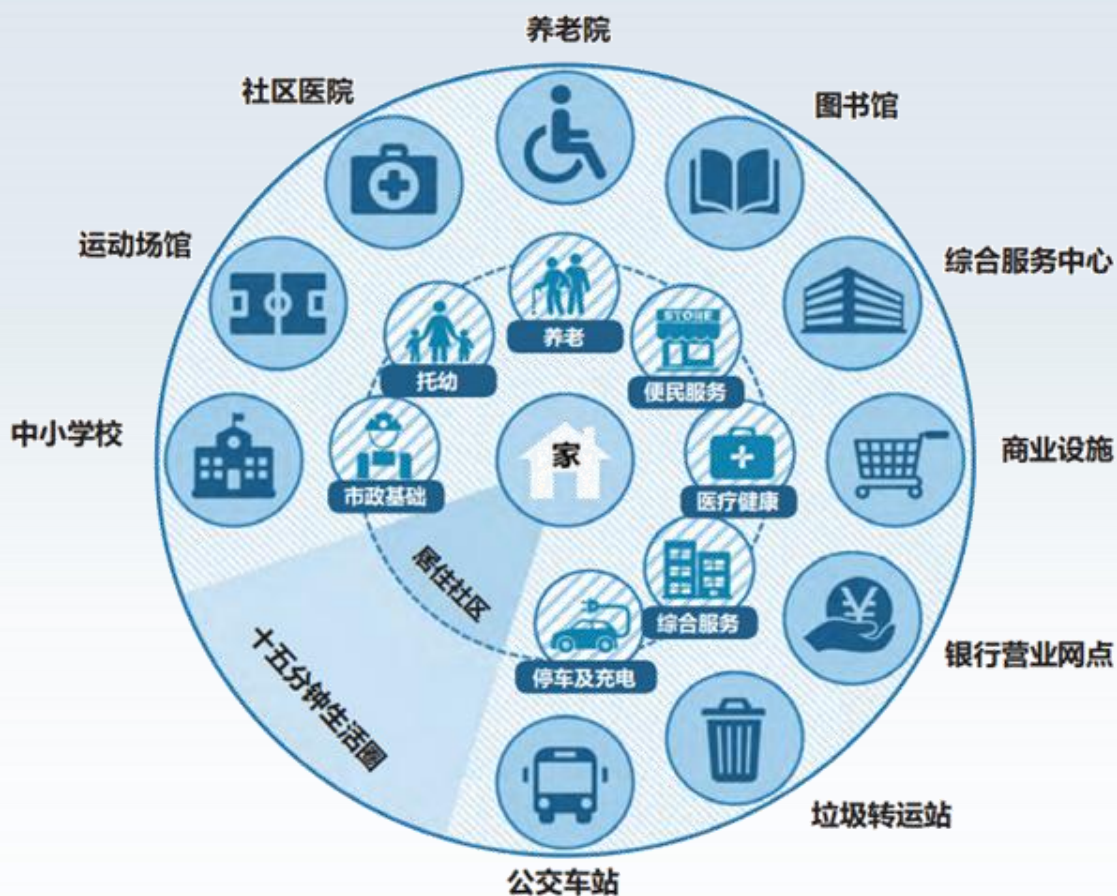 养老院
社区医院
图书馆
运动场馆
综合服务中心
养老
STORE
托幼
便民服务
中小学校
家
商业设施
市政基础
医疗健康
居住社区
综合服务
银行营业网点
停车及充电
十五分钟生活圈
¥
垃圾转运站
公交车站